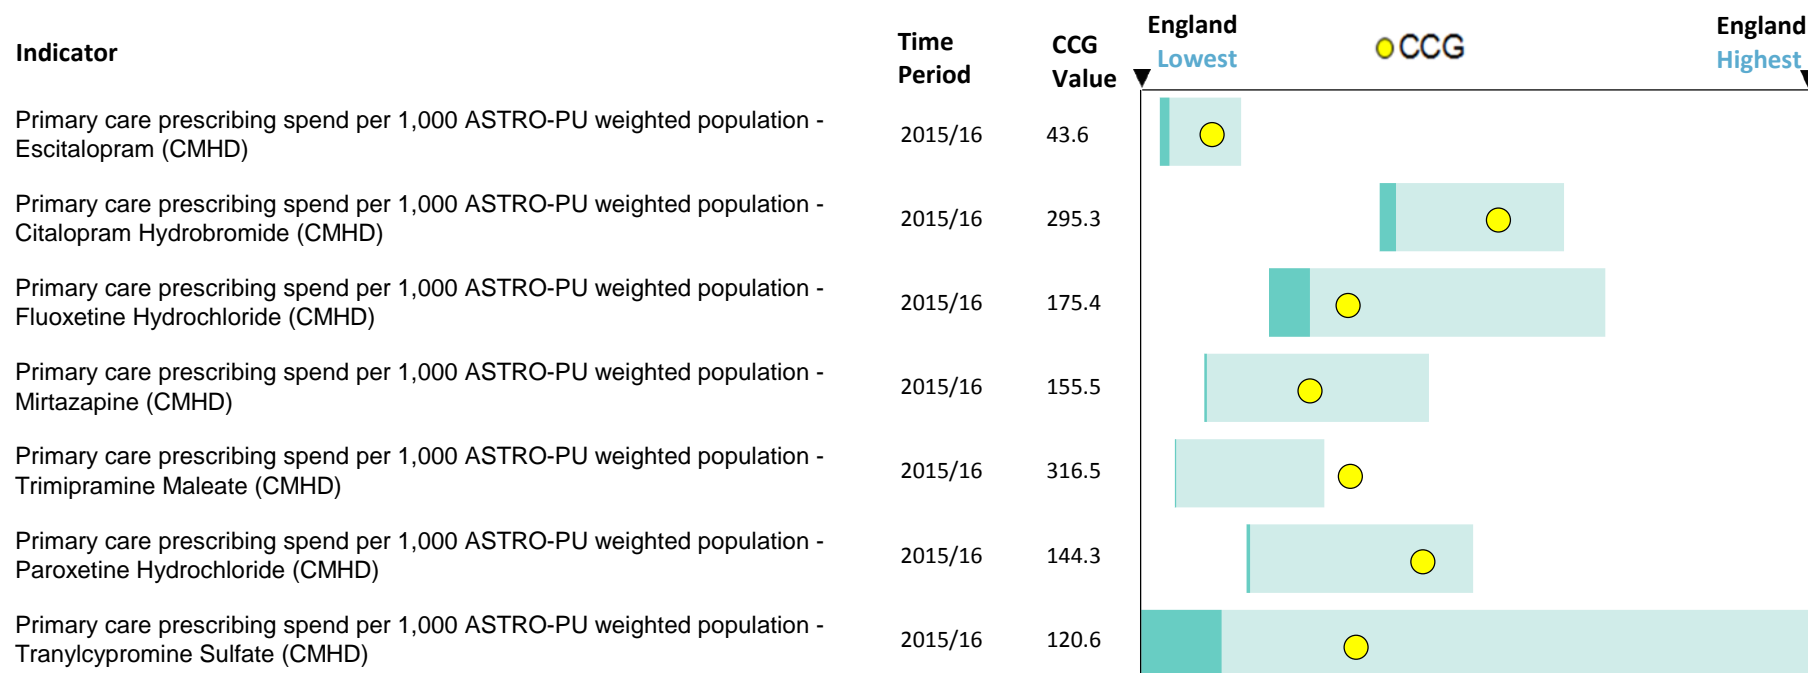 Indicator
Time
Period
CCG
Value
England
Lowest
CCG
England
Highest
Primary care prescribing spend per 1,000 ASTRO-PU weighted population -
Escitalopram (CMHD)
2015/16
43.6
Primary care prescribing spend per 1,000 ASTRO-PU weighted population -
Citalopram Hydrobromide (CMHD)
2015/16
295.3
Primary care prescribing spend per 1,000 ASTRO-PU weighted population -
Fluoxetine Hydrochloride (CMHD)
2015/16
175.4
Primary care prescribing spend per 1,000 ASTRO-PU weighted population -
Mirtazapine (CMHD)
2015/16
155.5
Primary care prescribing spend per 1,000 ASTRO-PU weighted population -
Trimipramine Maleate (CMHD)
2015/16
316.5
Primary care prescribing spend per 1,000 ASTRO-PU weighted population -
Paroxetine Hydrochloride (CMHD)
2015/16
144.3
Primary care prescribing spend per 1,000 ASTRO-PU weighted population -
Tranylcypromine Sulfate (CMHD)
2015/16
120.6